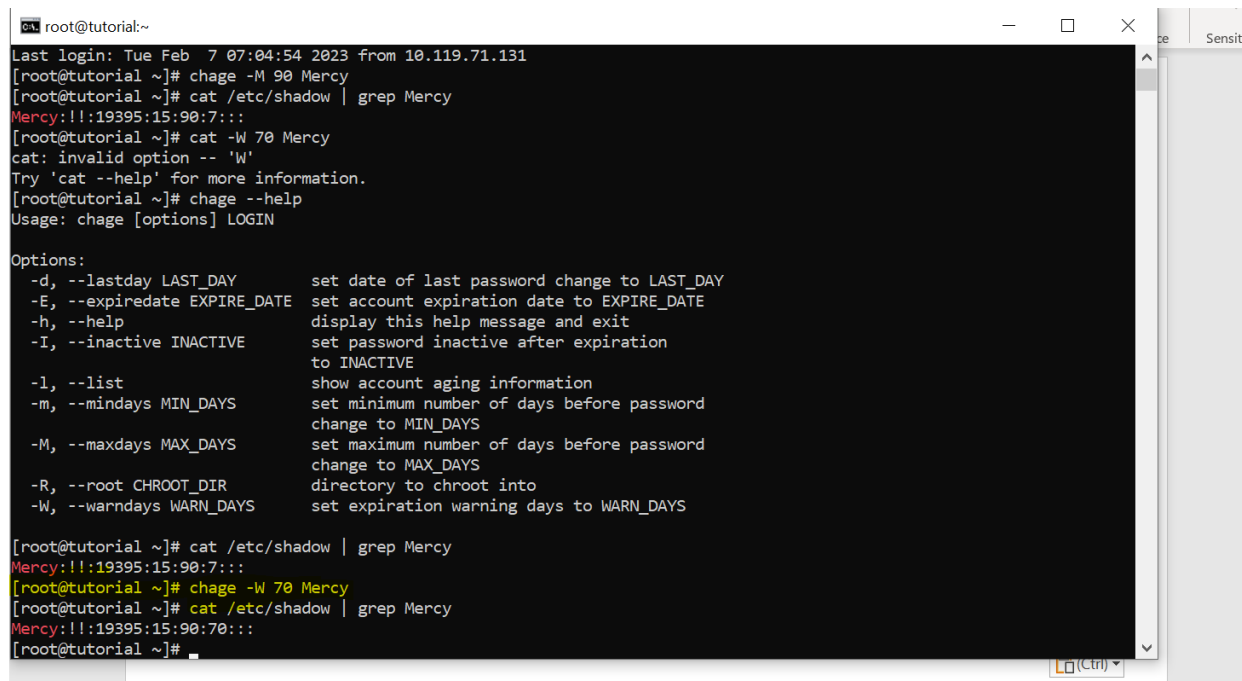 root@tutorial:~
Sensit
Last login: Tue Feb  7 07:04:54 2023 from 10.119.71.131
[root@tutorial ~]# chage -M 90 Mercy
[root@tutorial ~]# cat /etc/shadow | grep Mercy
Mercy:!!:19395:15:90:7:::
[root@tutorial ~]# cat -W 70 Mercy
cat: invalid option -- 'W'
Try 'cat --help' for more information.
[root@tutorial ~]# chage --help
Usage: chage [options] LOGIN

Options:
  -d, --lastday LAST_DAY        set date of last password change to LAST_DAY
  -E, --expiredate EXPIRE_DATE  set account expiration date to EXPIRE_DATE
  -h, --help                    display this help message and exit
  -I, --inactive INACTIVE       set password inactive after expiration
                                to INACTIVE
  -l, --list                    show account aging information
  -m, --mindays MIN_DAYS        set minimum number of days before password
                                change to MIN_DAYS
  -M, --maxdays MAX_DAYS        set maximum number of days before password
                                change to MAX_DAYS
  -R, --root CHROOT_DIR         directory to chroot into
  -W, --warndays WARN_DAYS      set expiration warning days to WARN_DAYS

[root@tutorial ~]# cat /etc/shadow | grep Mercy
Mercy:!!:19395:15:90:7:::
[root@tutorial ~]# chage -W 70 Mercy
[root@tutorial ~]# cat /etc/shadow | grep Mercy
Mercy:!!:19395:15:90:70:::
[root@tutorial ~]#
(Ctrl)